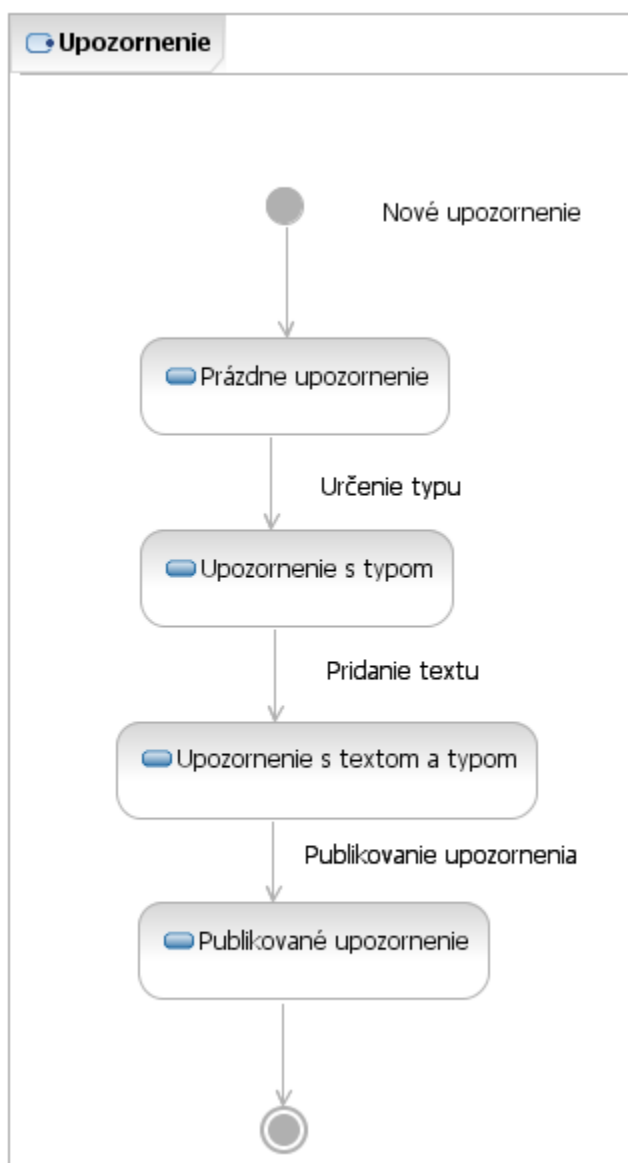 Upozornenie
Nové upozornenie
Prázdne upozornenie
Určenie typu
Upozornenie s typom
Pridanie textu
Upozornenie s textom a typom
Publikovanie upozornenia
Publikované upozornenie